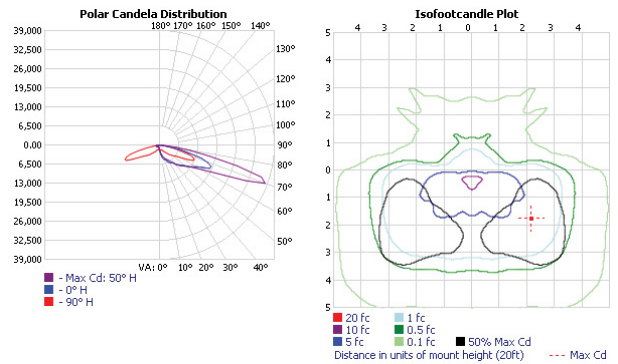 Polar Candela Distribution
180° 170° 160° 150° 140°
39,000
32,500
26,000
19,500
13,000
6,500
0.00
6,500
13,000
19,500
26,000
32,500
39,000
130°
120°
110°
100°
90°
80°
70°
60°
50°
VA: 0° 10° 20° 30° 40°
- Max Cd: 50° H
- 0° H
- 90° H
Isofootcandle Plot
4 3 2 1 0 1 2 3 4
5
4
3
2
1
0
1
2
3
4
5
20 fc 1 fc
10 fc 0.5 fc
5 fc 0.1 fc 50% Max Cd
Distance in units of mount height (20ft) --- Max Cd